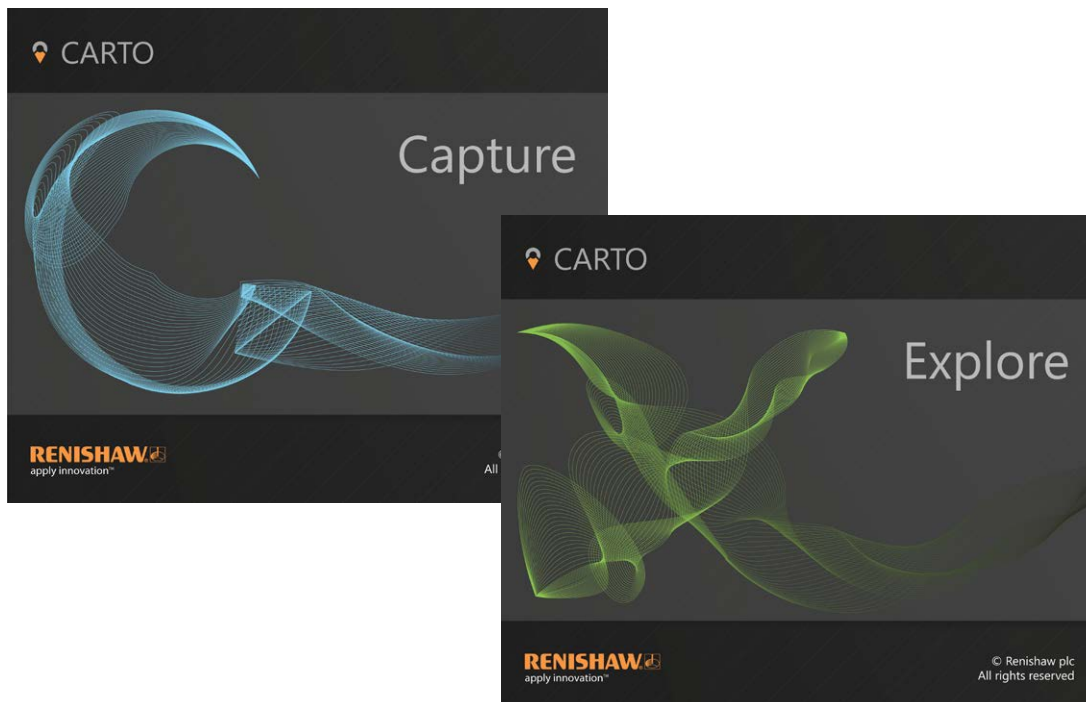 CARTO
Capture
RENISHAW
apply innovation™
All
CARTO
Explore
RENISHAW
apply innovation™
© Renishaw plc
All rights reserved